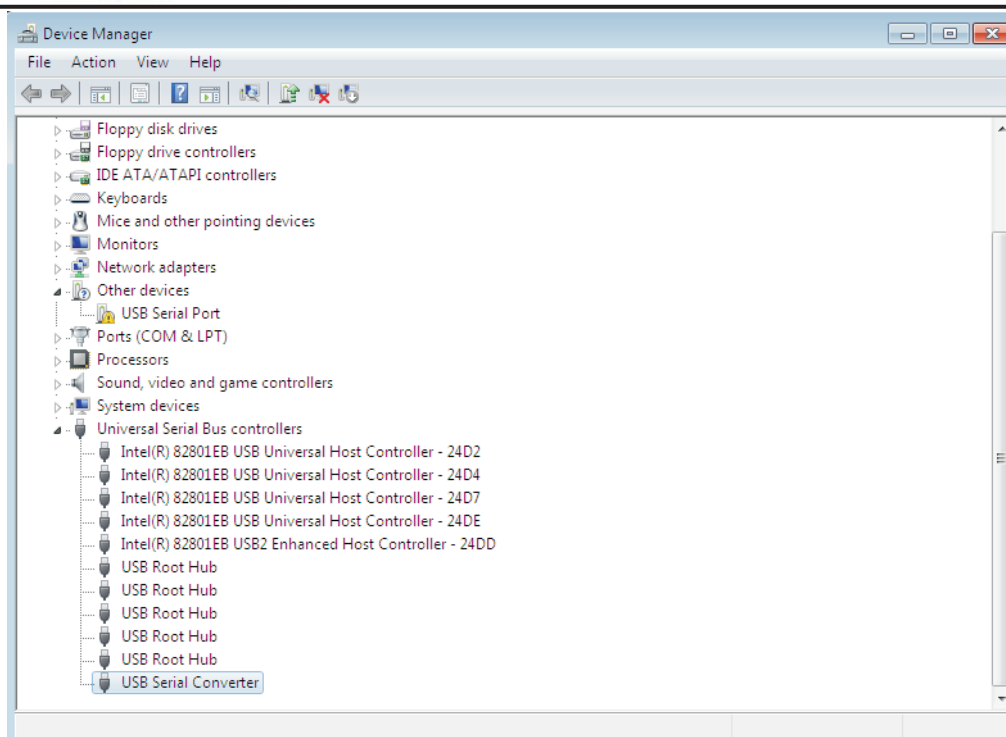 Device Manager
File Action View Help
Floppy disk drives
Floppy drive controllers
IDE ATA/ATAPI controllers
Keyboards
Mice and other pointing devices
Monitors
Network adapters
Other devices
USB Serial Port
Ports (COM & LPT)
Processors
Sound, video and game controllers
System devices
Universal Serial Bus controllers
Intel(R) 82801EB USB Universal Host Controller - 24D2
Intel(R) 82801EB USB Universal Host Controller - 24D4
Intel(R) 82801EB USB Universal Host Controller - 24D7
Intel(R) 82801EB USB Universal Host Controller - 24DE
Intel(R) 82801EB USB2 Enhanced Host Controller - 24DD
USB Root Hub
USB Root Hub
USB Root Hub
USB Root Hub
USB Root Hub
USB Serial Converter